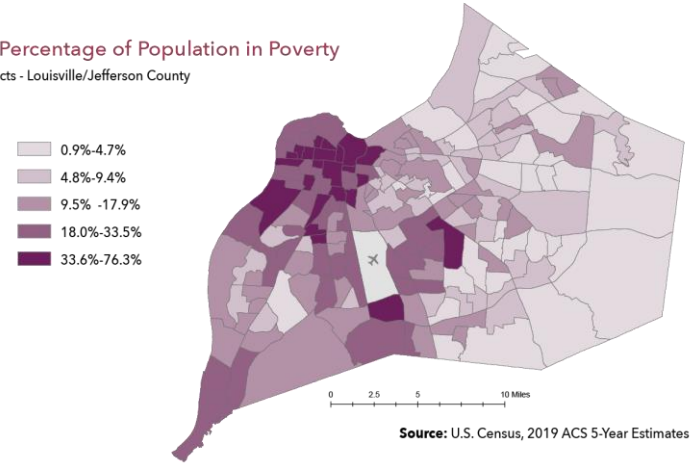 Percentage of Population in Poverty
cts - Louisville/Jefferson County
0.9%-4.7%
4.8%-9.4%
9.5% -17.9%
18.0%-33.5%
33.6%-76.3%
0 2.5 5 10 Miles
Source: U.S. Census, 2019 ACS 5-Year Estimates